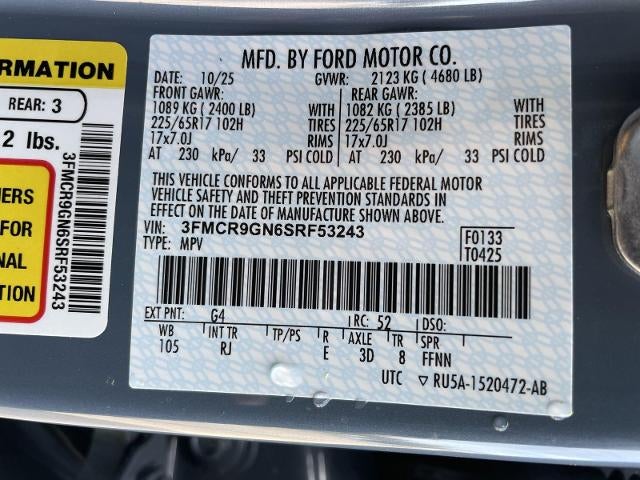 ORMATION
REAR: 3
2 lbs.
ERS
FOR
NAL
ION
3FMCR9GN6SRF53243
MFD. BY FORD MOTOR CO.
DATE: 10/25 GVWR: 2123 KG ( 4680 LB)
FRONT GAWR: REAR GAWR:
1089 KG ( 2400 LB) WITH 1082 KG ( 2385 LB) WITH
225/65R17 102H TIRES 225/65R17 102H TIRES
17x7.0J RIMS 17x7.0J RIMS
AT 230 kPa/ 33 PSI COLD AT 230 kPa/ 33 PSI COLD
THIS VEHICLE CONFORMS TO ALL APPLICABLE FEDERAL MOTOR
VEHICLE SAFETY AND THEFT PREVENTION STANDARDS IN
EFFECT ON THE DATE OF MANUFACTURE SHOWN ABOVE.
VIN: 3FMCR9GN6SRF53243 F0133
TYPE: MPV T0425
EXT PNT: G4 RC: 52 DSO:
WB INT TR TP/PS R AXLE TR SPR
105 RJ E 3D 8 FFNN
UTC ▽ RU5A-1520472-AB